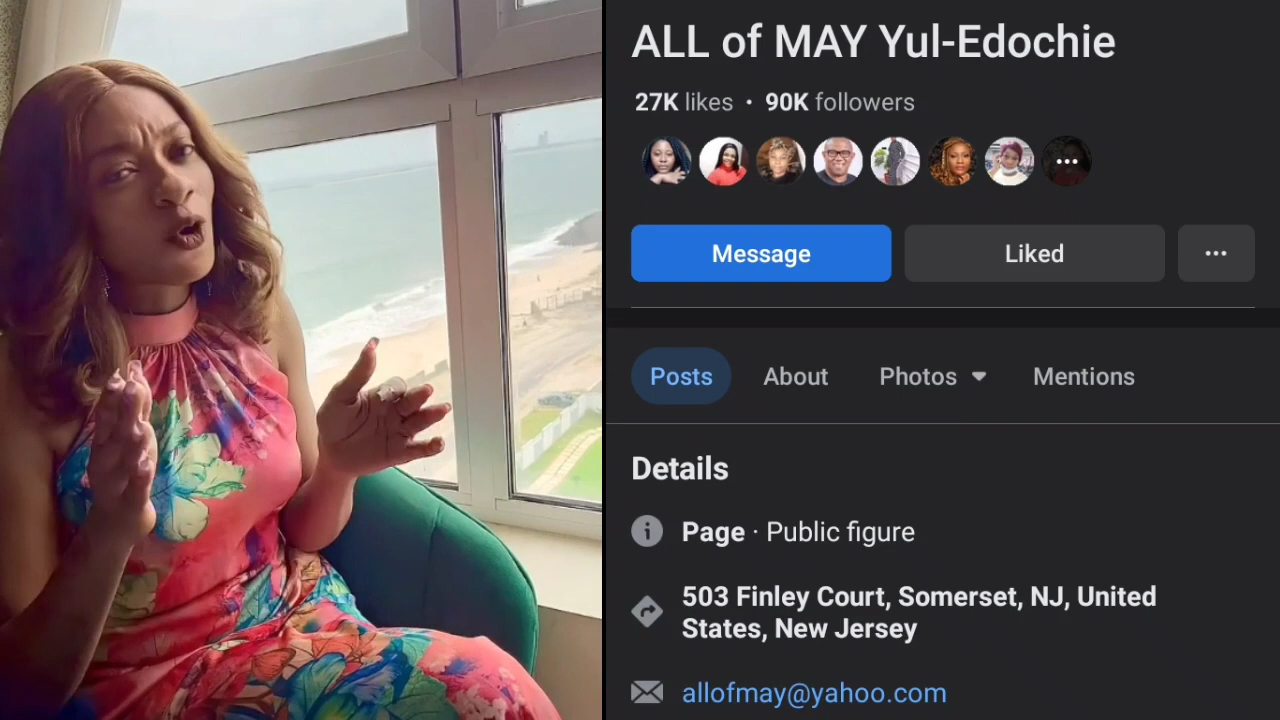 ALL of MAY Yul-Edochie
27K likes • 90K followers
Message
Liked
Posts
About
Photos
Mentions
Details
Page · Public figure
503 Finley Court, Somerset, NJ, United
States, New Jersey
allofmay@yahoo.com